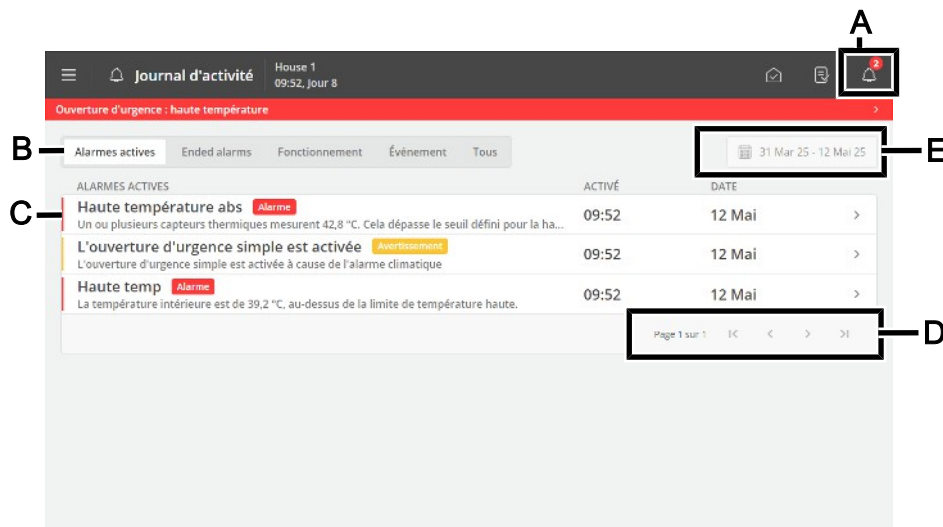 A
2
Journal d'activité
House 1
09:52, Jour 8
Ouverture d'urgence : haute température
B
Alarmes actives Ended alarms Fonctionnement Évènement Tous
31 Mar 25 - 12 Mai 25
E
ALARMES ACTIVES ACTIVÉ DATE
C
Haute température abs Alarme
Un ou plusieurs capteurs thermiques mesurent 42,8 °C. Cela dépasse le seuil défini pour la ha...
09:52 12 Mai
L'ouverture d'urgence simple est activée Avertissement
L'ouverture d'urgence simple est activée à cause de l'alarme climatique
09:52 12 Mai
Haute temp Alarme
La température intérieure est de 39,2 °C, au-dessus de la limite de température haute.
09:52 12 Mai
Page 1 sur 1
D